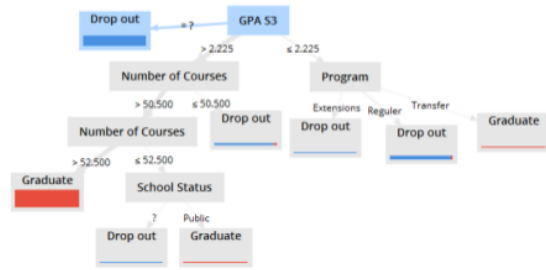 Drop out
GPA S3
= ?
> 2.225
≤ 2.225
Number of Courses
Program
> 50.500
≤ 50.500
Extensions
Reguler
Transfer
Number of Courses
Drop out
Drop out
Drop out
Graduate
> 52.500
≤ 52.500
Graduate
School Status
?
Public
Drop out
Graduate